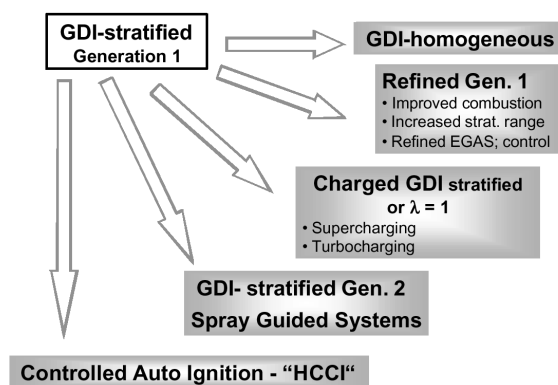 GDI-stratified
Generation 1
GDI-homogeneous
Refined Gen. 1
• Improved combustion
• Increased strat. range
• Refined EGAS; control
Charged GDI stratified
or λ = 1
• Supercharging
• Turbocharging
GDI- stratified Gen. 2
Spray Guided Systems
Controlled Auto Ignition - “HCCI“